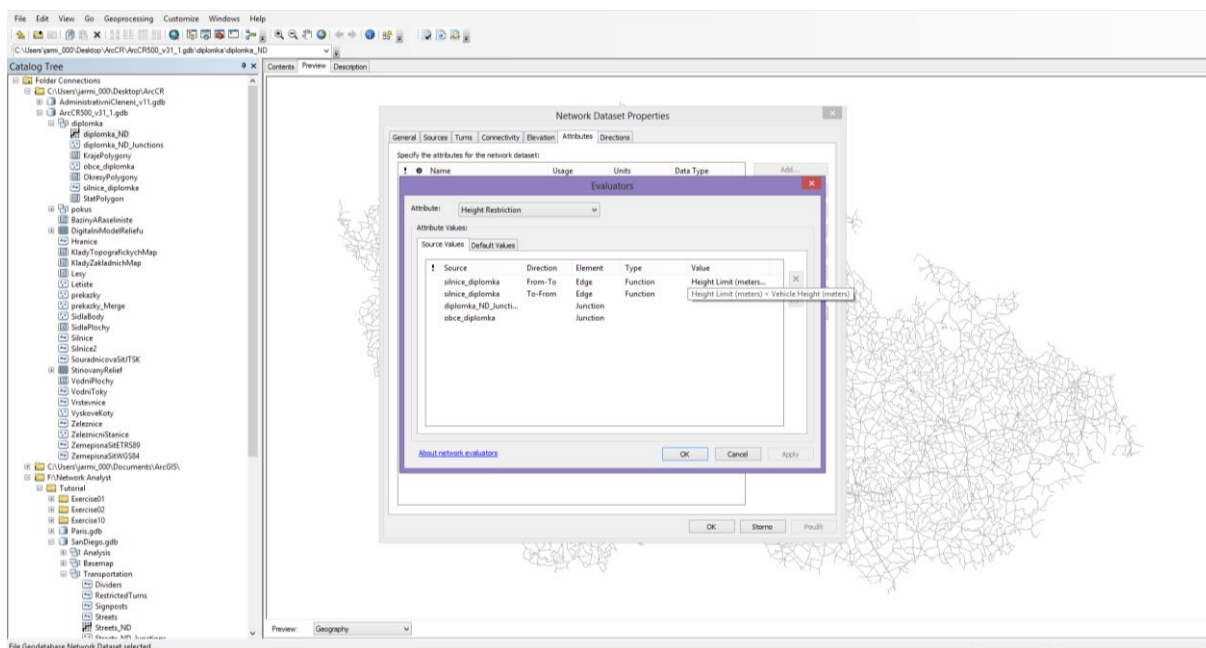 File Edit View Go Geoprocessing Customize Windows Help
C:\Users\jarmi_000\Desktop\ArcCR\ArcCR500_v31_1.gdb\diplomka\diplomka_ND
Catalog Tree
Folder Connections
C:\Users\jarmi_000\Desktop\ArcCR
AdministrativniCleneni_v11.gdb
ArcCR500_v31_1.gdb
diplomka
diplomka_ND
diplomka_ND_Junctions
KrajePolygony
obce_diplomka
OkresyPolygony
silnice_diplomka
StatPolygon
pokus
BazinyARaseliniste
DigitalniModelReliefu
Hranice
KladyTopografickychMap
KladyZakladnichMap
Lesy
Letiste
prekazky
prekazky_Merge
SidlaBody
SidlaPlochy
Silnice
Silnice2
SouradnicovaSitJTSK
StinovanyRelief
VodniPlochy
VodniToky
Vrstevnice
VyskoveKoty
Zeleznice
ZeleznicniStanice
ZemepisnaSitETRS89
ZemepisnaSitWGS84
C:\Users\jarmi_000\Documents\ArcGIS\
F:\Network Analyst
Tutorial
Exercise01
Exercise02
Exercise10
Paris.gdb
SanDiego.gdb
Analysis
Basemap
Transportation
Dividers
RestrictedTurns
Signposts
Streets
Streets_ND
Streets_ND_Junctions
File Geodatabase Network Dataset selected
Contents Preview Description
Network Dataset Properties
General Sources Turns Connectivity Elevation Attributes Directions
Specify the attributes for the network dataset:
! Name Usage Units Data Type Add...
Evaluators
Attribute: Height Restriction
Attribute Values:
Source Values Default Values
! Source Direction Element Type Value
silnice_diplomka From-To Edge Function Height Limit (meters...
silnice_diplomka To-From Edge Function Height Limit (meters) < Vehicle Height (meters)
diplomka_ND_Juncti... Junction
obce_diplomka Junction
About network evaluators OK Cancel Apply
OK Storno Použít
Preview: Geography